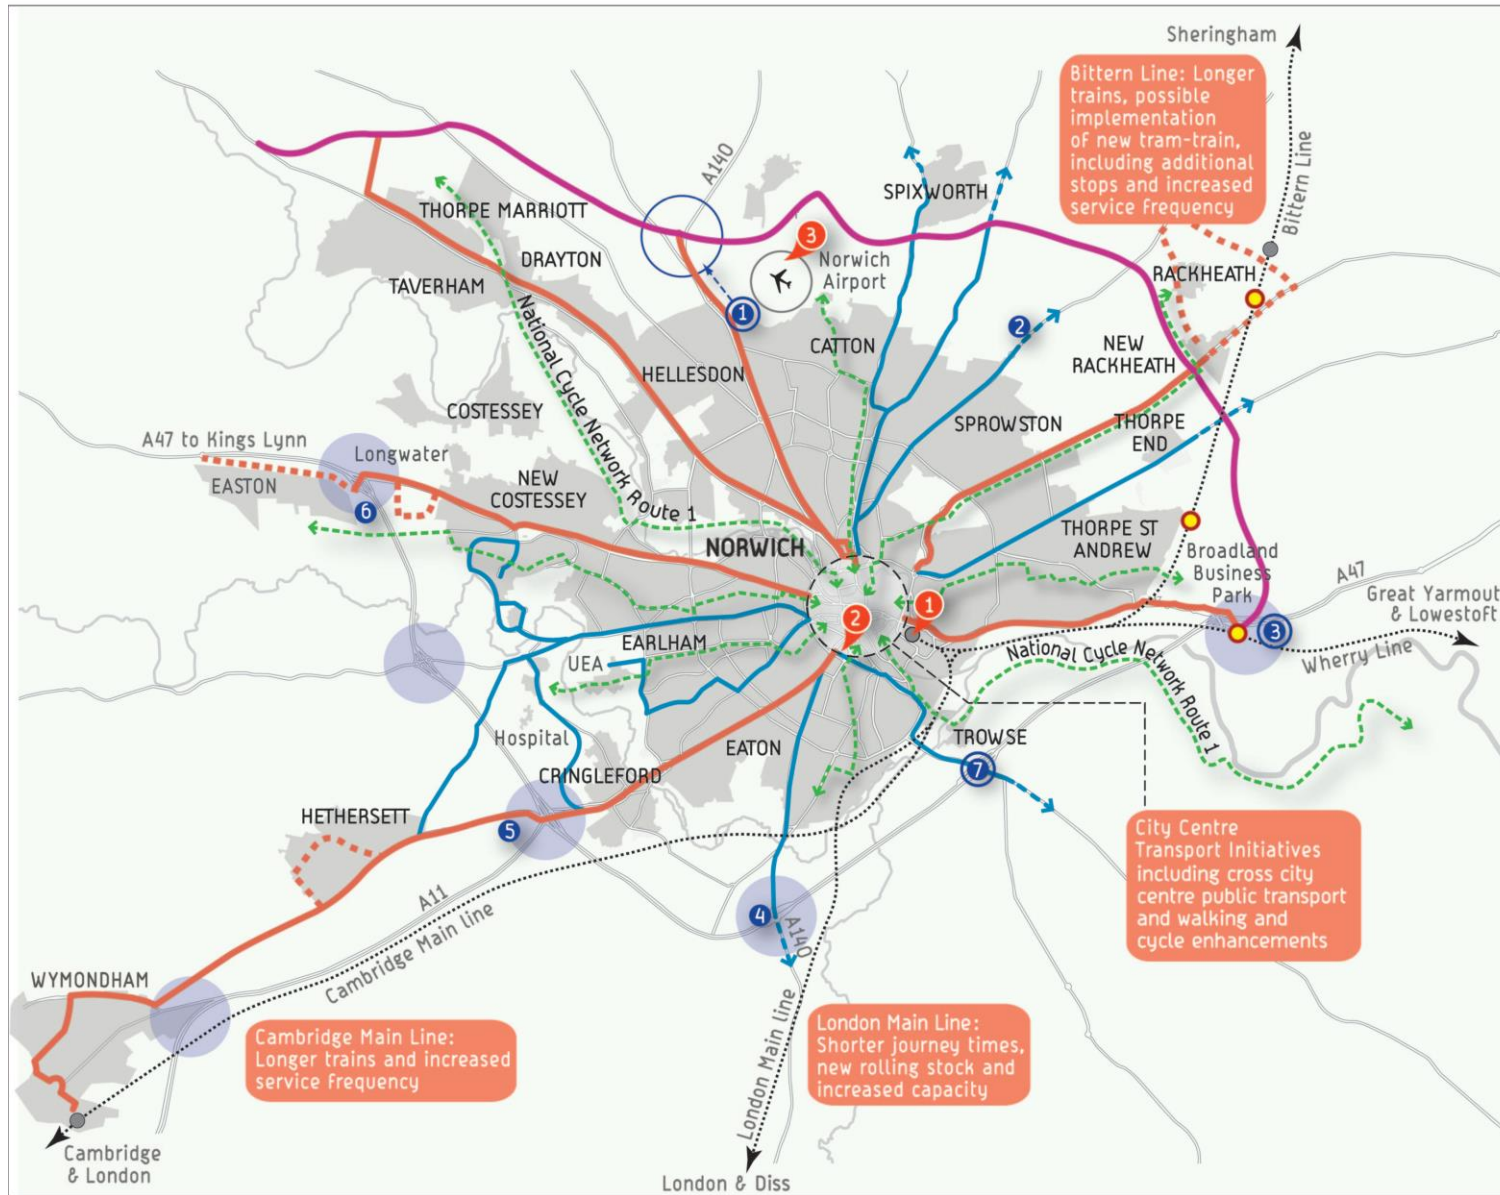 Sheringham
Bittern Line: Longer
trains, possible
implementation
of new tram-train,
including additional
stops and increased
service frequency
Bittern Line
A140
SPIXWORTH
THORPE MARRIOTT
DRAYTON
TAVERHAM
3
Norwich
Airport
RACKHEATH
1
2
National Cycle Network Route 1
CATTON
HELLESDON
NEW
RACKHEATH
COSTESSEY
SPROWSTON
THORPE
END
A47 to Kings Lynn
Longwater
EASTON
NEW
COSTESSEY
6
NORWICH
THORPE ST
ANDREW
Broadland
Business
Park
A47
Great Yarmout
& Lowestoft
1
2
3
EARLHAM
UEA
National Cycle Network Route 1
Wherry Line
Hospital
EATON
TROWSE
CRINGLEFORD
7
HETHERSETT
5
City Centre
Transport Initiatives
including cross city
centre public transport
and walking and
cycle enhancements
A11
Cambridge Main line
4
A140
WYMONDHAM
Cambridge Main Line:
Longer trains and increased
service frequency
London Main Line:
Shorter journey times,
new rolling stock and
increased capacity
London Main line
Cambridge
& London
London & Diss